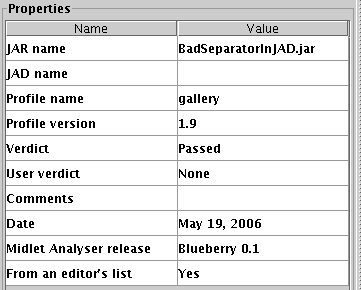 Properties
Name Value
JAR name BadSeparatorInJAD.jar
JAD name
Profile name gallery
Profile version 1.9
Verdict Passed
User verdict None
Comments
Date May 19, 2006
Midlet Analyser release Blueberry 0.1
From an editor's list Yes